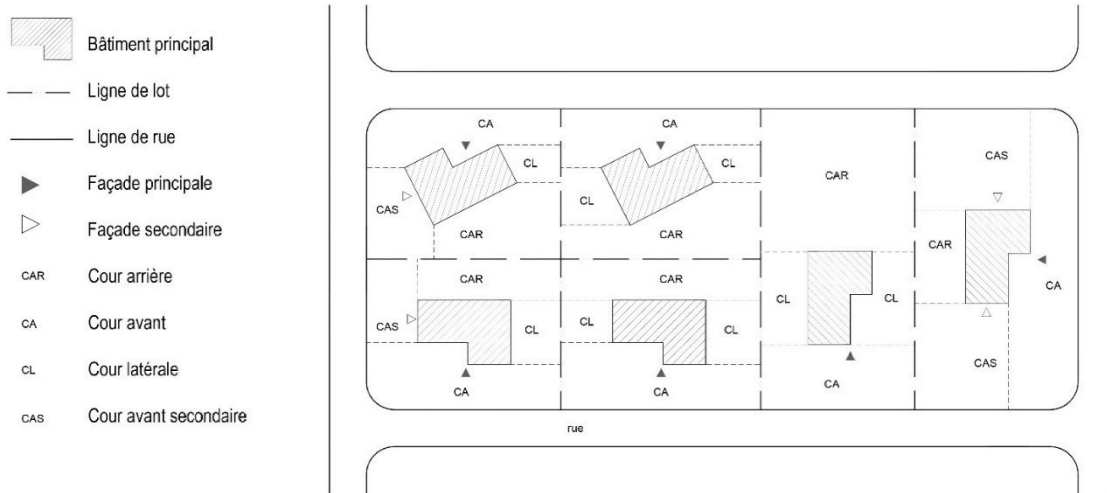 Bâtiment principal
Ligne de lot
Ligne de rue
Façade principale
Façade secondaire
CAR Cour arrière
CA Cour avant
CL Cour latérale
CAS Cour avant secondaire
CA CA
CAS
CL CL
CAR
CAS CL
CAR CAR
CAR
CAR CAR
CA
CL CL
CAS CL CL CL
CAS
CA CA CA
rue